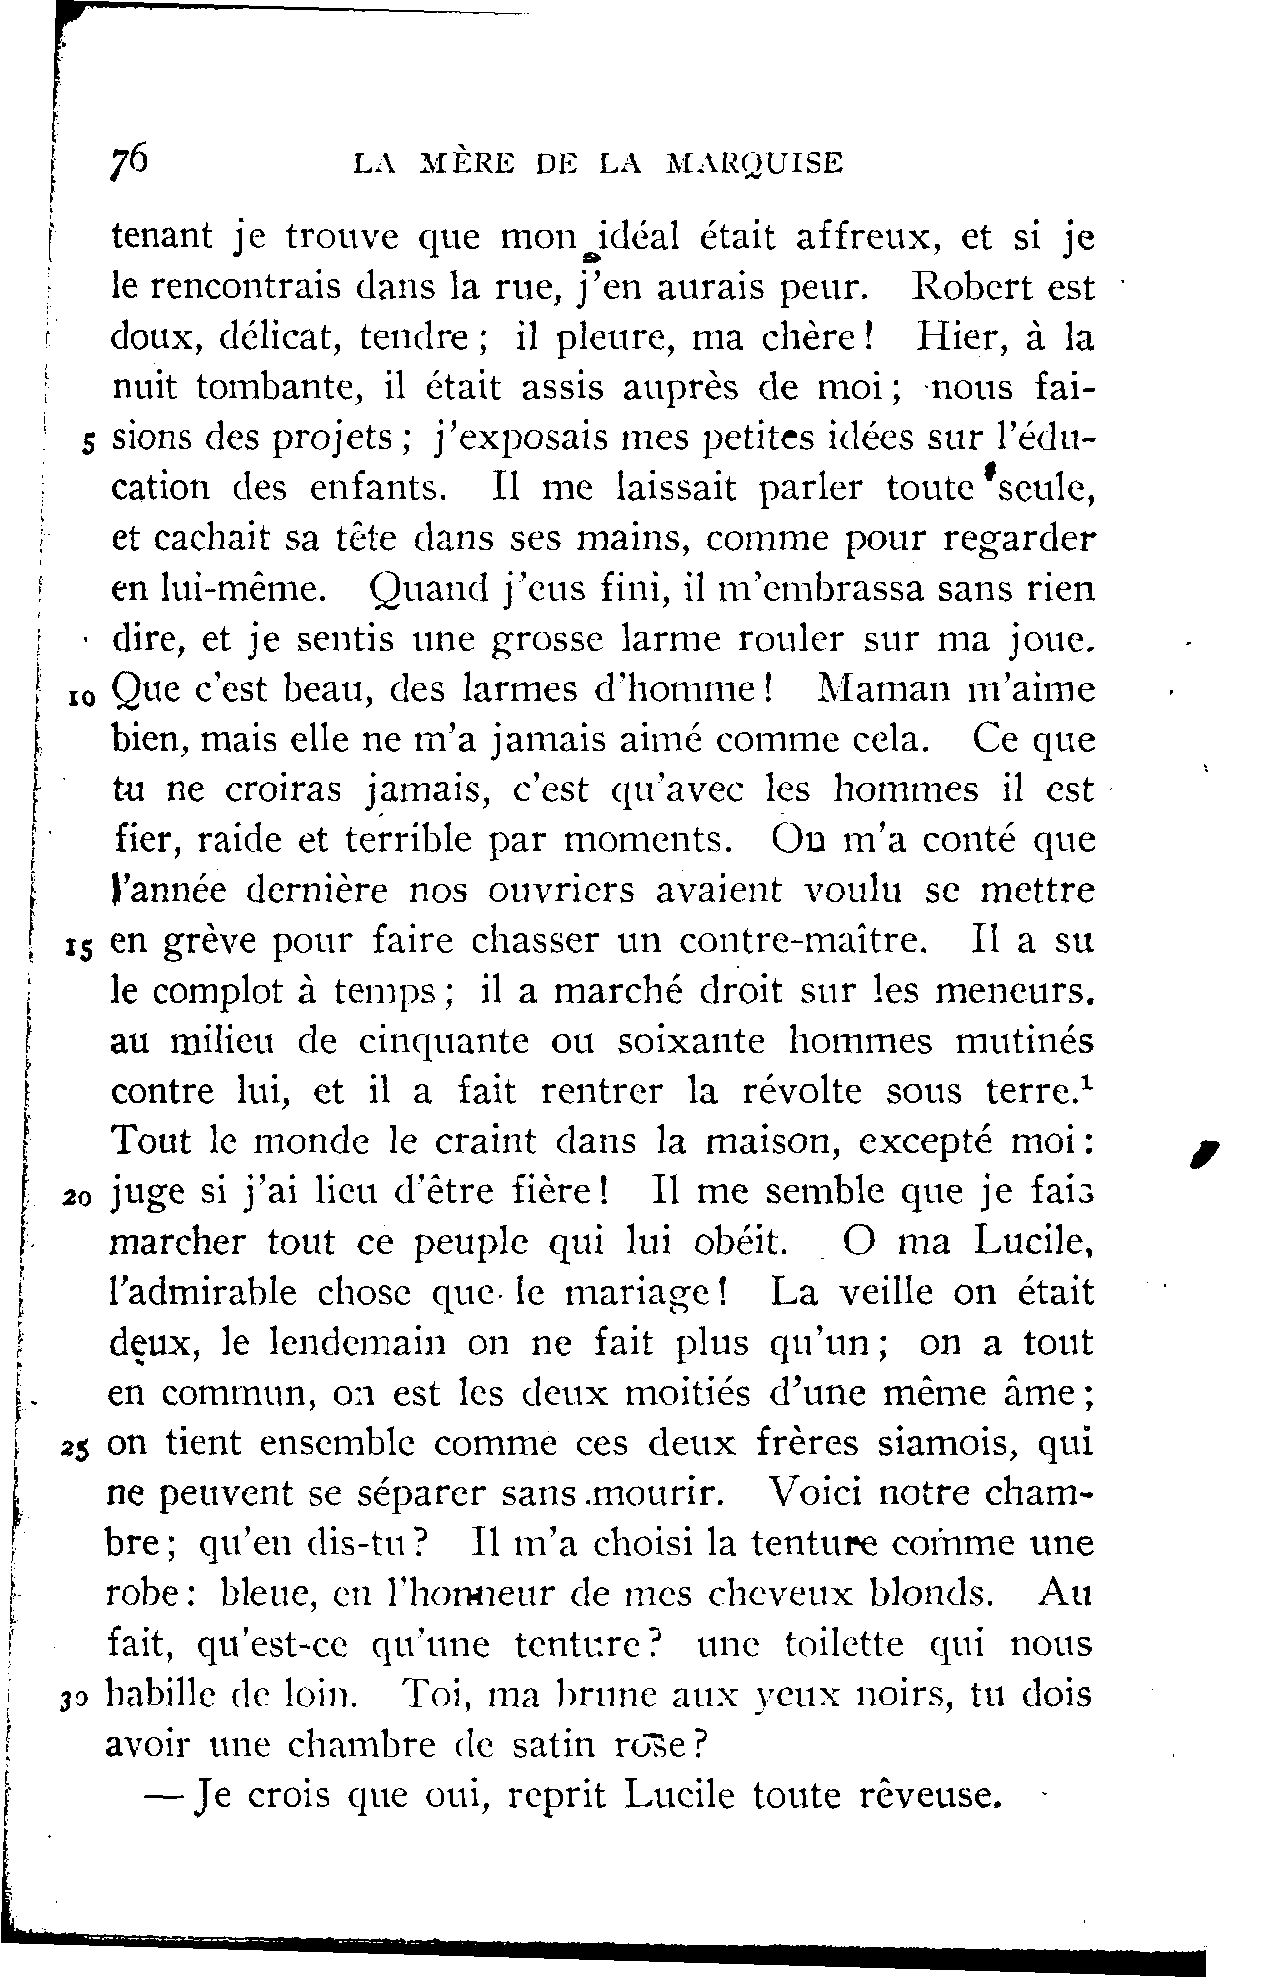 76 LA MÈRE DE LA MARQUISE
tenant je trouve que mon idéal était affreux, et si je
le rencontrais dans la rue, j'en aurais peur. Robert est
doux, délicat, tendre ; il pleure, ma chère ! Hier, à la
nuit tombante, il était assis auprès de moi ; nous fai-
5 sions des projets ; j'exposais mes petites idées sur l'édu-
cation des enfants. Il me laissait parler toute seule,
et cachait sa tête dans ses mains, comme pour regarder
en lui-même. Quand j'eus fini, il m'embrassa sans rien
dire, et je sentis une grosse larme rouler sur ma joue.
10 Que c'est beau, des larmes d'homme ! Maman m'aime
bien, mais elle ne m'a jamais aimé comme cela. Ce que
tu ne croiras jamais, c'est qu'avec les hommes il est
fier, raide et terrible par moments. On m'a conté que
l'année dernière nos ouvriers avaient voulu se mettre
15 en grève pour faire chasser un contre-maître. Il a su
le complot à temps ; il a marché droit sur les meneurs.
au milieu de cinquante ou soixante hommes mutinés
contre lui, et il a fait rentrer la révolte sous terre.¹
Tout le monde le craint dans la maison, excepté moi :
20 juge si j'ai lieu d'être fière ! Il me semble que je fais
marcher tout ce peuple qui lui obéit. O ma Lucile,
l'admirable chose que le mariage ! La veille on était
deux, le lendemain on ne fait plus qu'un ; on a tout
en commun, on est les deux moitiés d'une même âme ;
25 on tient ensemble comme ces deux frères siamois, qui
ne peuvent se séparer sans mourir. Voici notre cham-
bre ; qu'en dis-tu ? Il m'a choisi la tenture comme une
robe : bleue, en l'honneur de mes cheveux blonds. Au
fait, qu'est-ce qu'une tenture ? une toilette qui nous
30 habille de loin. Toi, ma brune aux yeux noirs, tu dois
avoir une chambre de satin rose ?
— Je crois que oui, reprit Lucile toute rêveuse.